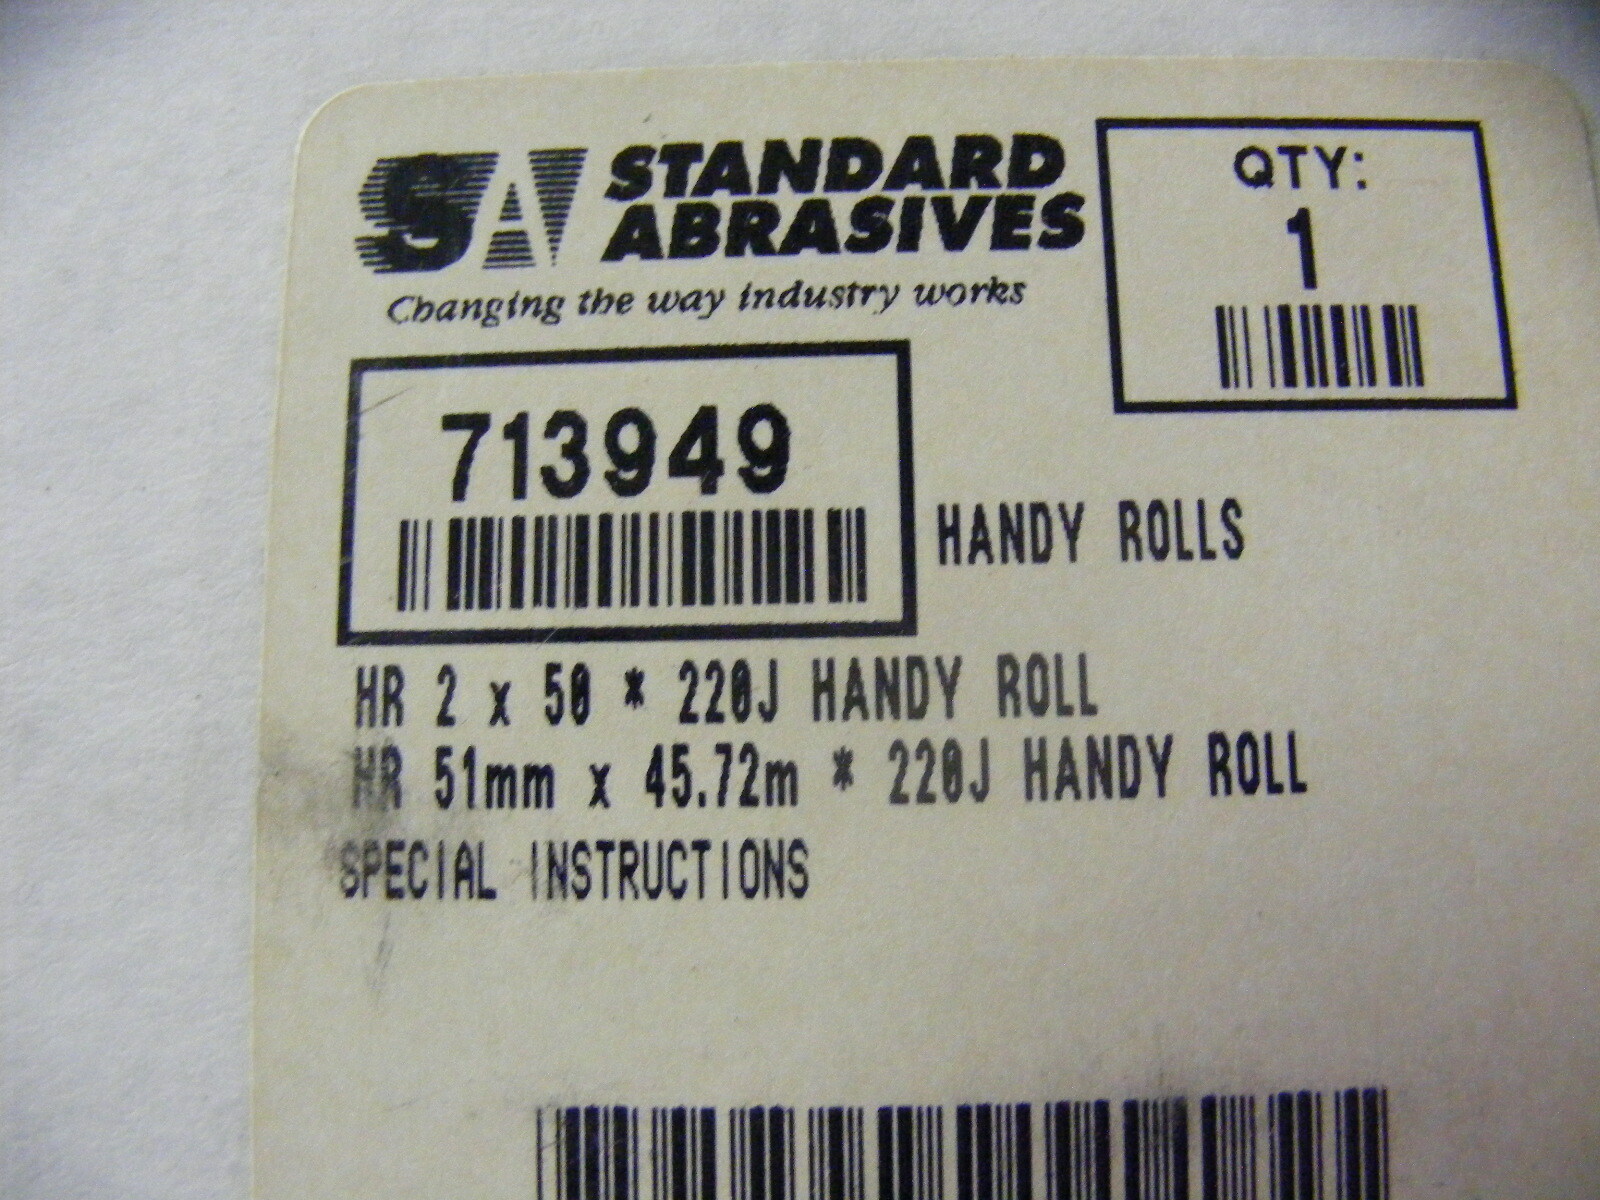 SA STANDARD
ABRASIVES
Changing the way industry works
QTY:
1
713949
HANDY ROLLS
HR 2 x 50 * 220J HANDY ROLL
HR 51mm x 45.72m * 220J HANDY ROLL
SPECIAL INSTRUCTIONS